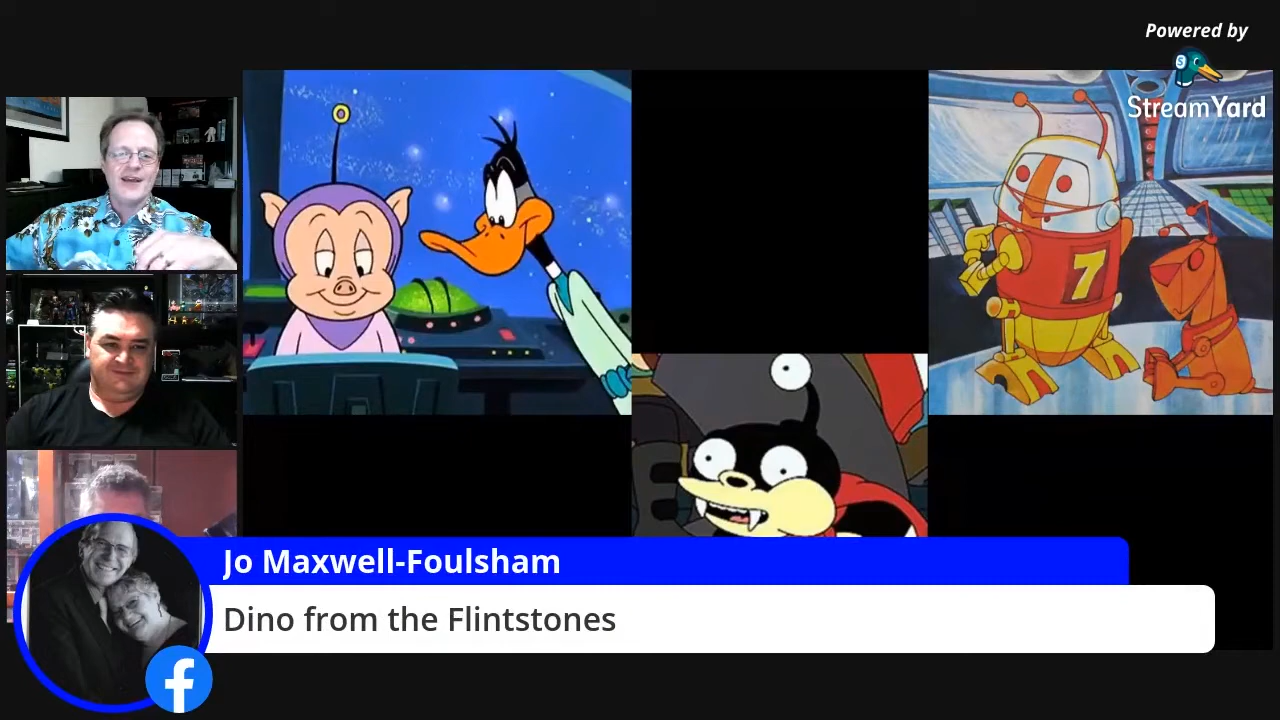 Powered by
StreamYard
7
Jo Maxwell-Foulsham
Dino from the Flintstones